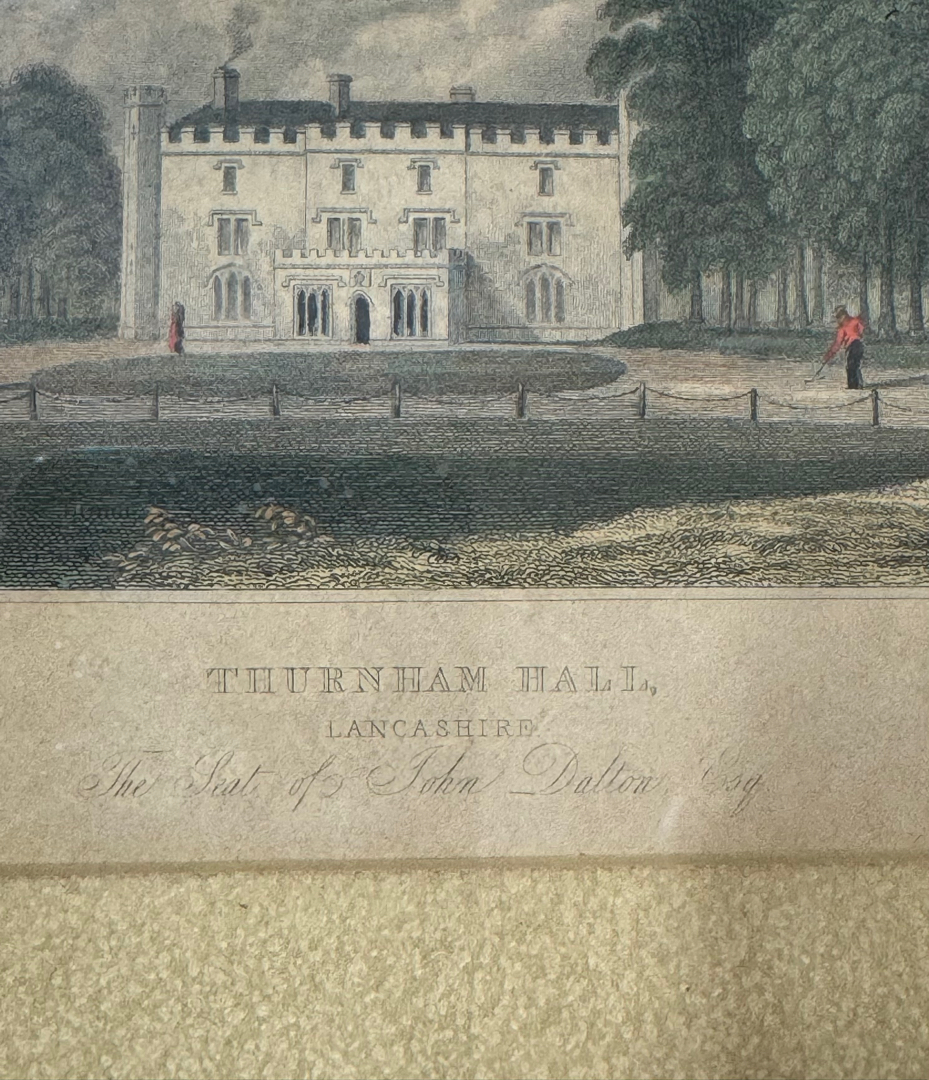 THURNHAM HALL,
LANCASHIRE.
The Seat of John Dalton Esq